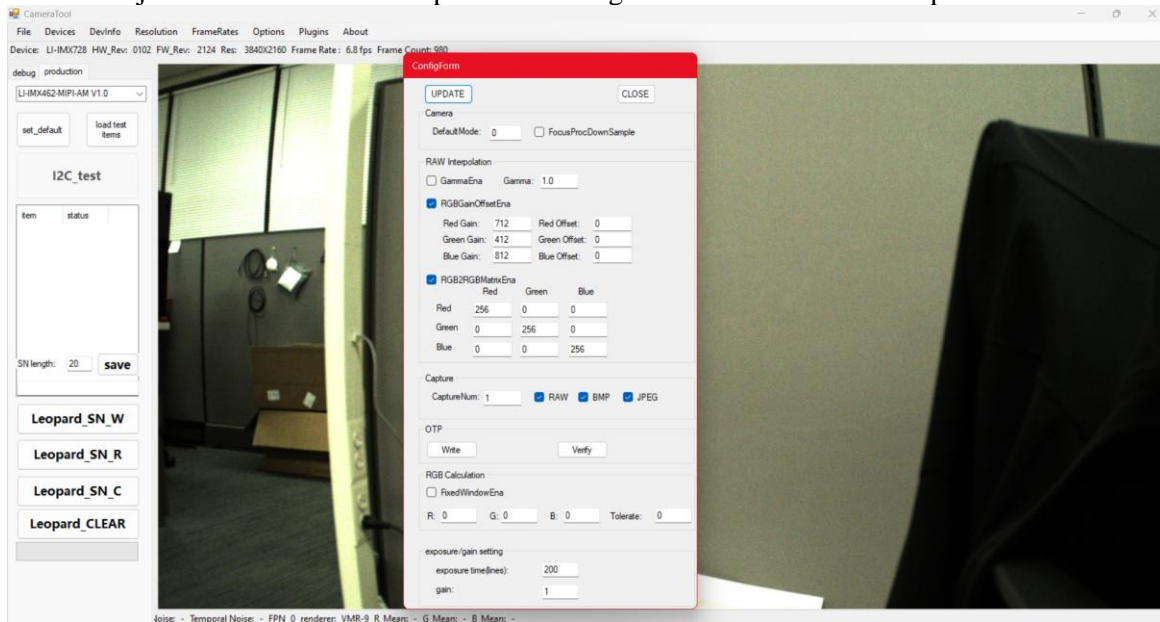 CameraTool
File Devices DevInfo Resolution FrameRates Options Plugins About
Device: LI-IMX728 HW_Rev: 0102 FW_Rev: 2124 Res: 3840X2160 Frame Rate: 6.8 fps Frame Count: 980
debug production
LI-IMX462-MIPI-AM V1.0
set_default
load test items
I2C_test
item status
SN length: 20 save
Leopard_SN_W
Leopard_SN_R
Leopard_SN_C
Leopard_CLEAR
ConfigForm
UPDATE CLOSE
Camera
DefaultMode: 0 FocusProcDownSample
RAW Interpolation
GammaEna Gamma: 1.0
RGBGainOffsetEna
Red Gain: 712 Red Offset: 0
Green Gain: 412 Green Offset: 0
Blue Gain: 812 Blue Offset: 0
RGB2RGBMatrixEna
Red Green Blue
Red 256 0 0
Green 0 256 0
Blue 0 0 256
Capture
CaptureNum: 1 RAW BMP JPEG
OTP
Write Verify
RGB Calculation
FixedWindowEna
R: 0 G: 0 B: 0 Tolerate: 0
exposure/gain setting
exposure time(lines): 200
gain: 1
Noise: - Temporal Noise: - FPN 0 renderer: VMR-9 R Mean: - G Mean: - B Mean: -